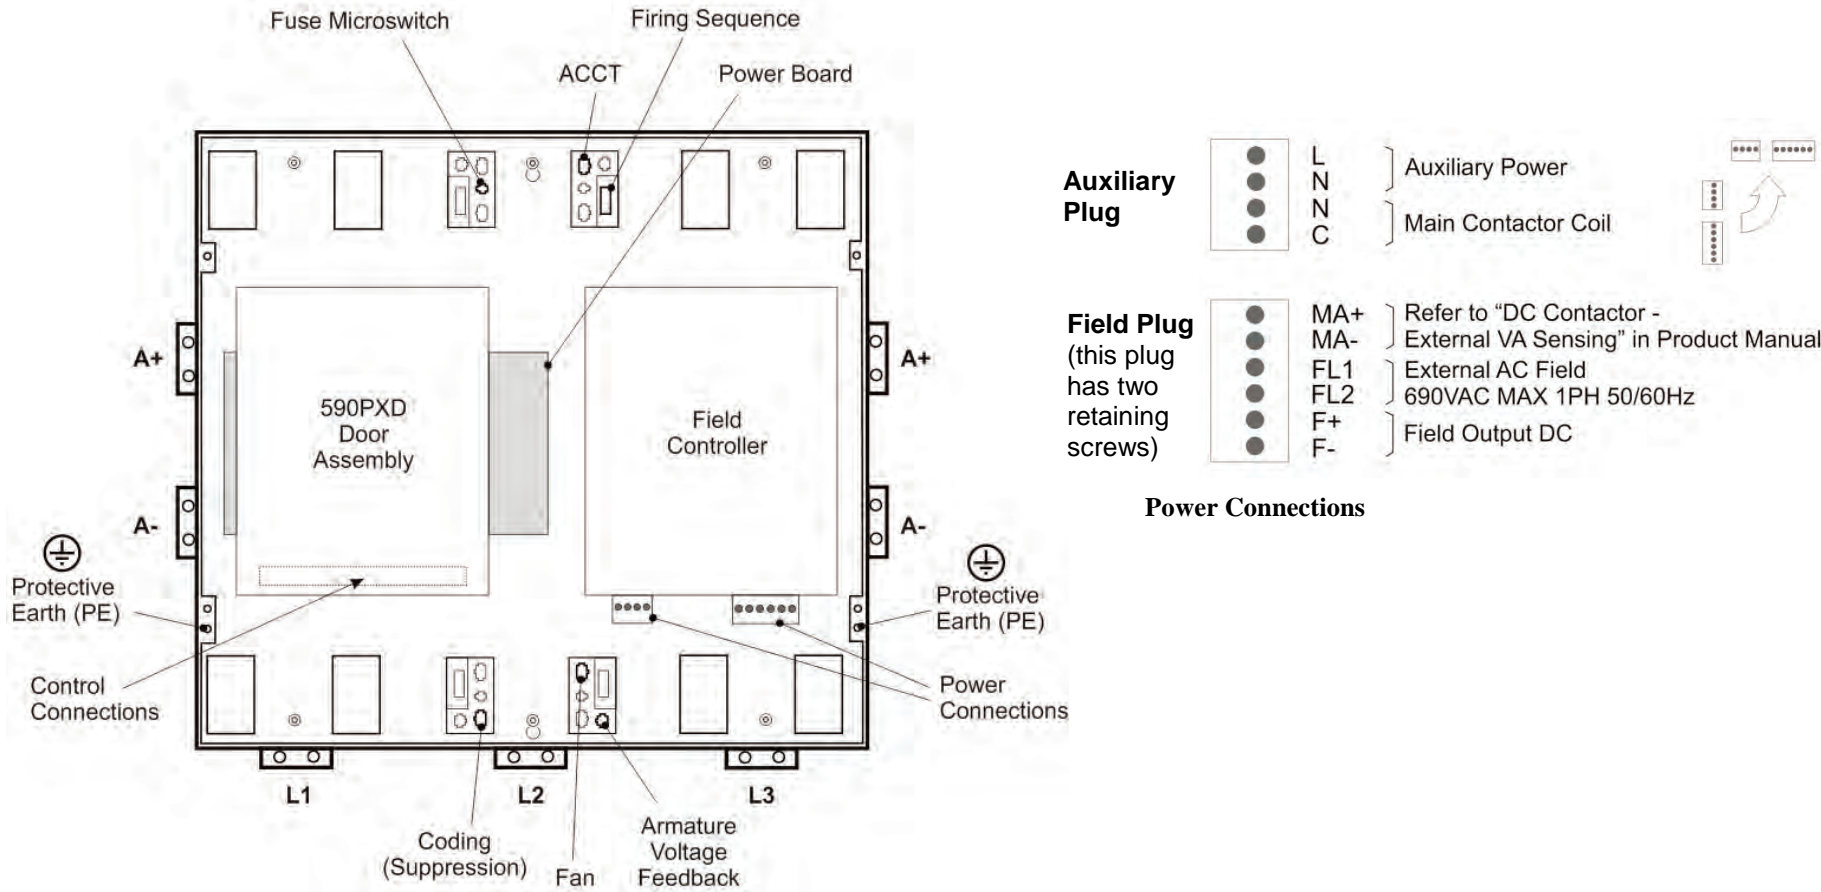 Fuse Microswitch
Firing Sequence
ACCT
Power Board
A+
A+
590PXD
Door
Assembly
Field
Controller
A-
A-
Protective
Earth (PE)
Protective
Earth (PE)
Control
Connections
Power
Connections
L1
L2
L3
Coding
(Suppression)
Fan
Armature
Voltage
Feedback
Auxiliary
Plug
L
N
N
C
Auxiliary Power
Main Contactor Coil
Field Plug
(this plug
has two
retaining
screws)
MA+
MA-
FL1
FL2
F+
F-
Refer to “DC Contactor -
External VA Sensing” in Product Manual
External AC Field
690VAC MAX 1PH 50/60Hz
Field Output DC
Power Connections